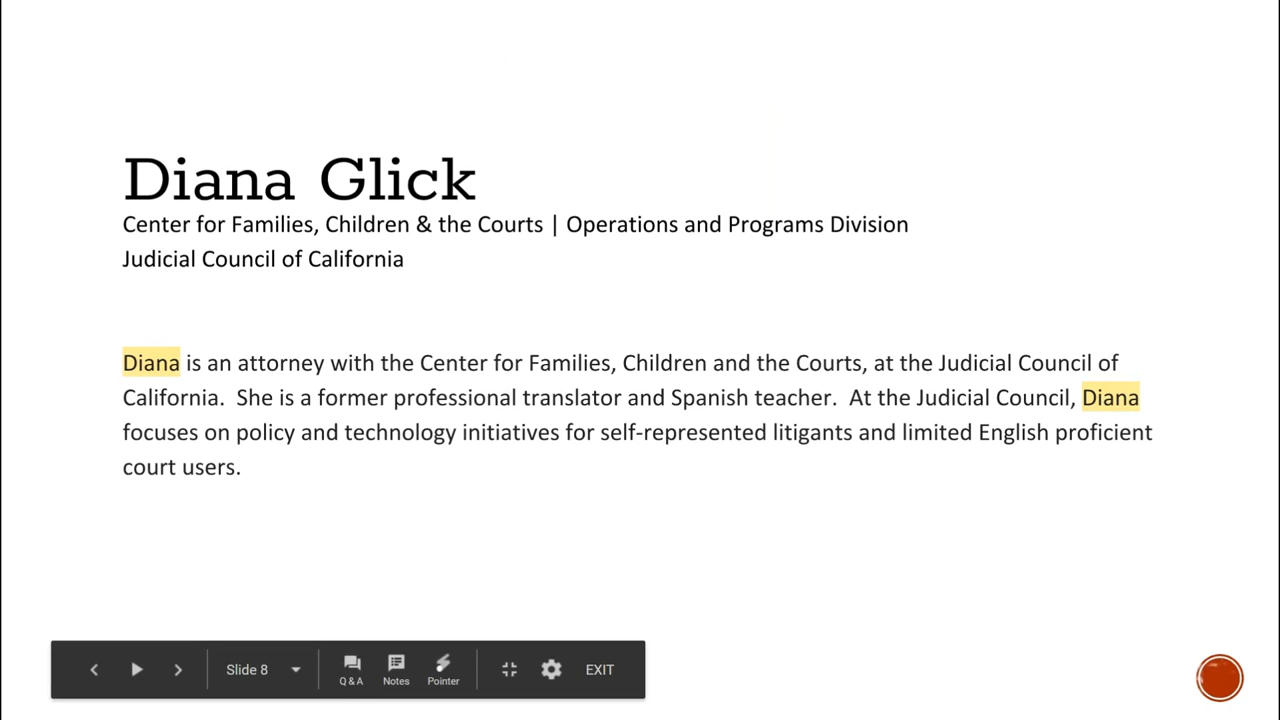 Diana Glick
Center for Families, Children & the Courts | Operations and Programs Division
Judicial Council of California
Diana is an attorney with the Center for Families, Children and the Courts, at the Judicial Council of
California.  She is a former professional translator and Spanish teacher.  At the Judicial Council, Diana
focuses on policy and technology initiatives for self-represented litigants and limited English proficient
court users.
Slide 8
Q & A
Notes
Pointer
EXIT